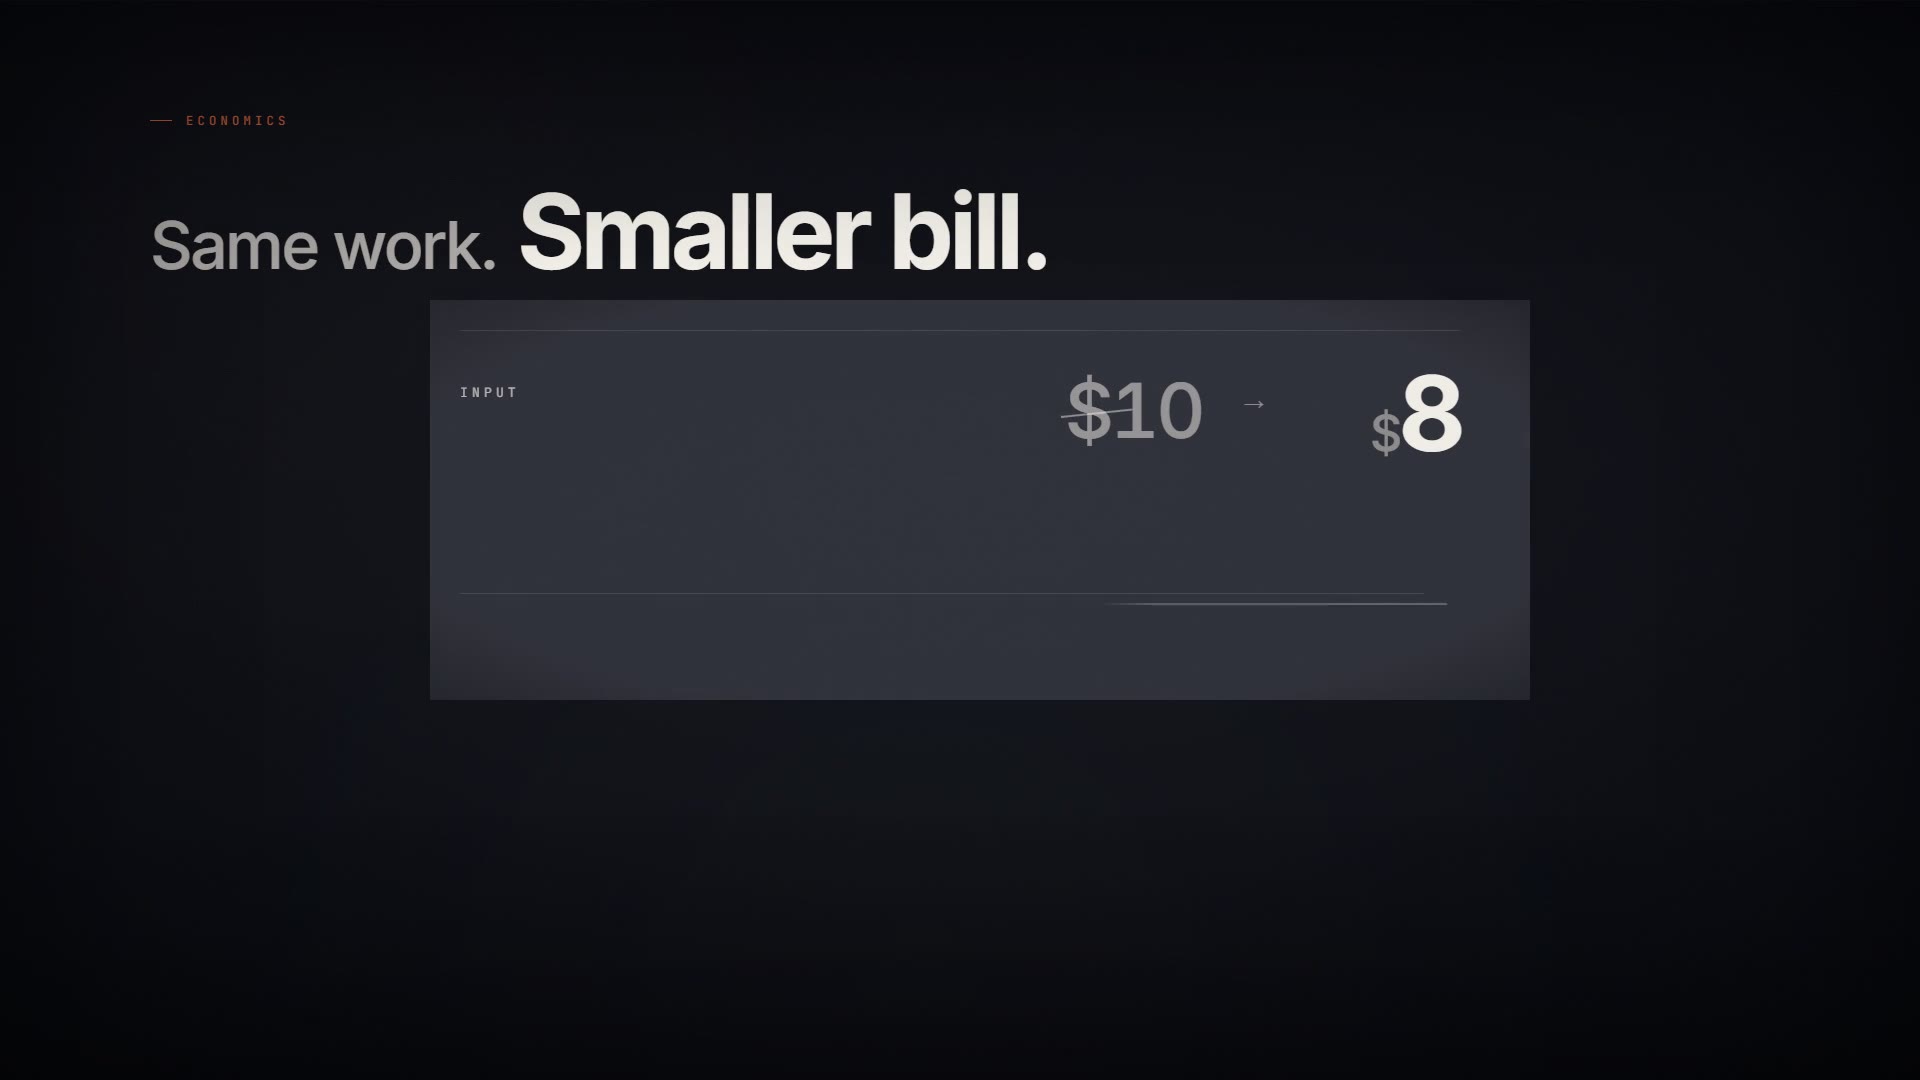 ECONOMICS
Same work. Smaller bill.
INPUT $10 → $8